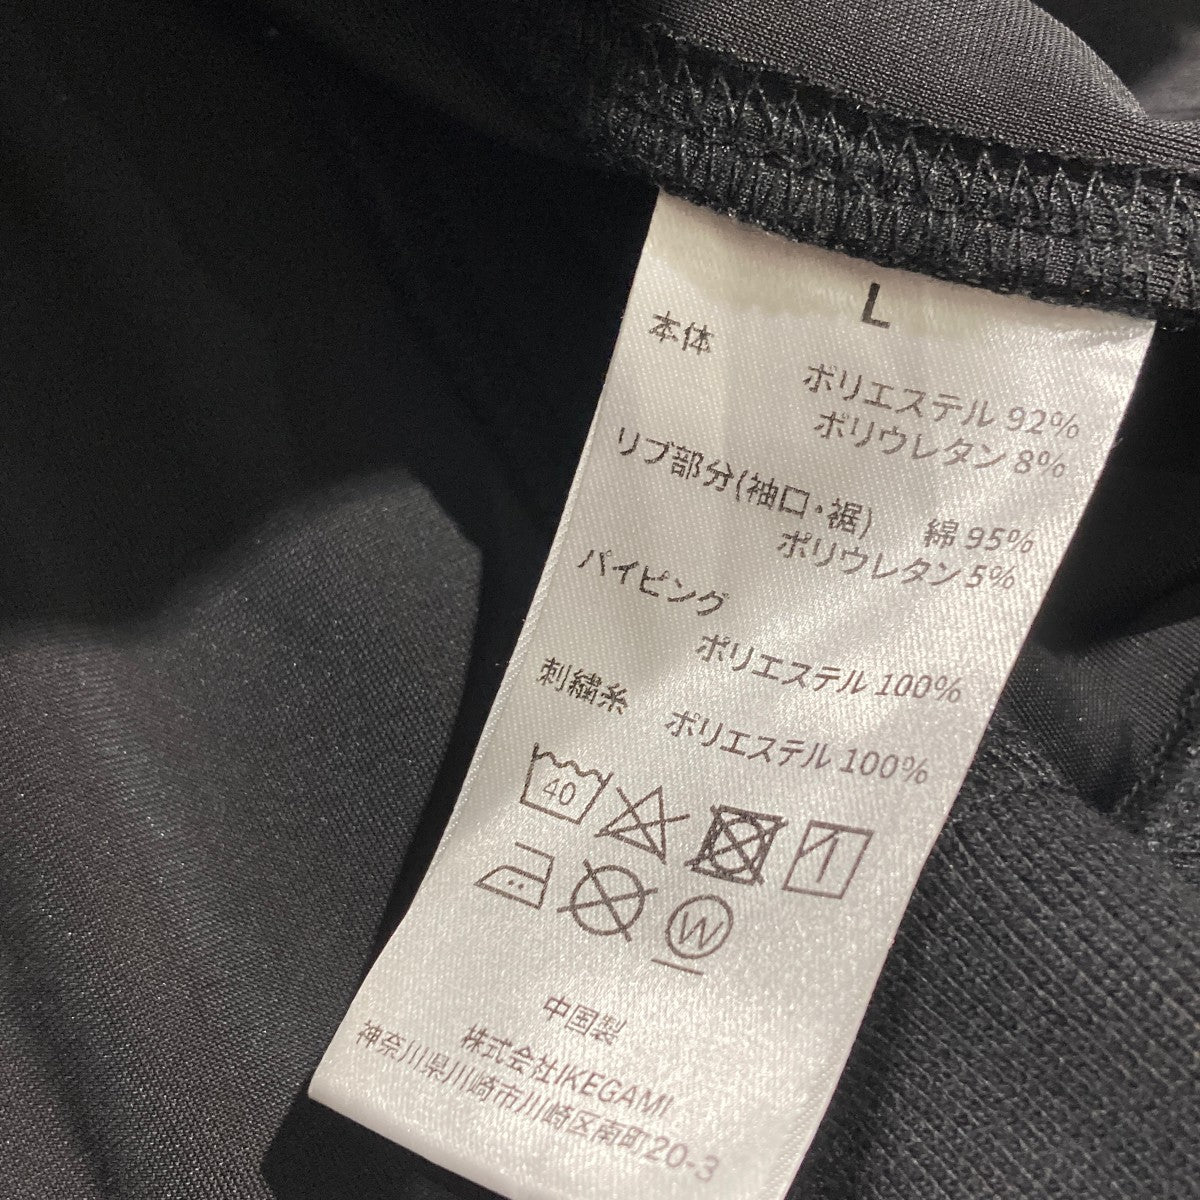 L
本体
ポリエステル 92%
ポリウレタン 8%
リブ部分(袖口・裾) 綿 95%
ポリウレタン 5%
パイピング
ポリエステル 100%
刺繍糸 ポリエステル 100%
40
W
中国製
株式会社IKEGAMI
神奈川県川崎市川崎区南町20-3